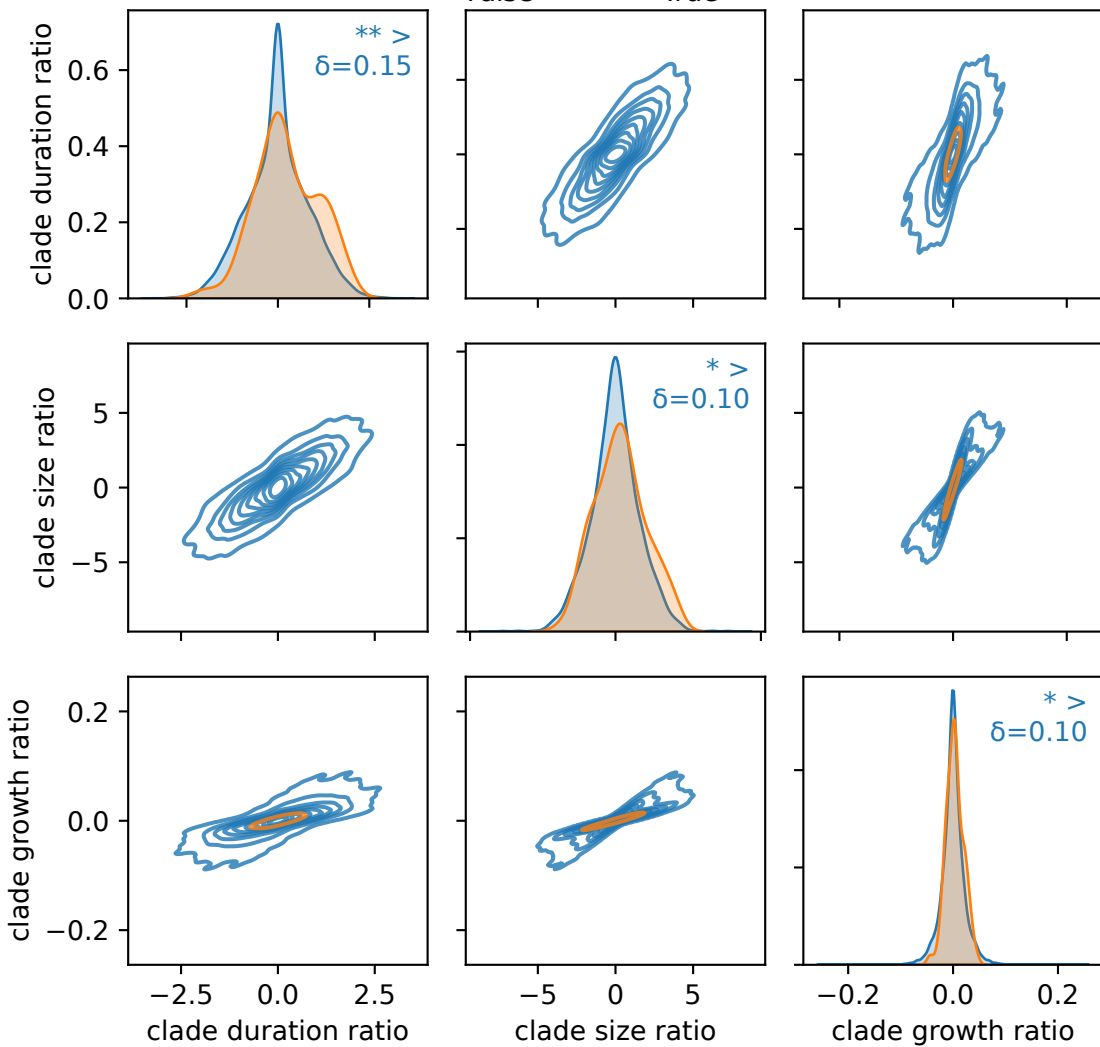 clade duration ratio
0.6
0.4
0.2
0.0
** >
δ=0.15
clade size ratio
5
0
−5
* >
δ=0.10
clade growth ratio
0.2
0.0
−0.2
* >
δ=0.10
−2.5 0.0 2.5
−5 0 5
−0.2 0.0 0.2
clade duration ratio
clade size ratio
clade growth ratio